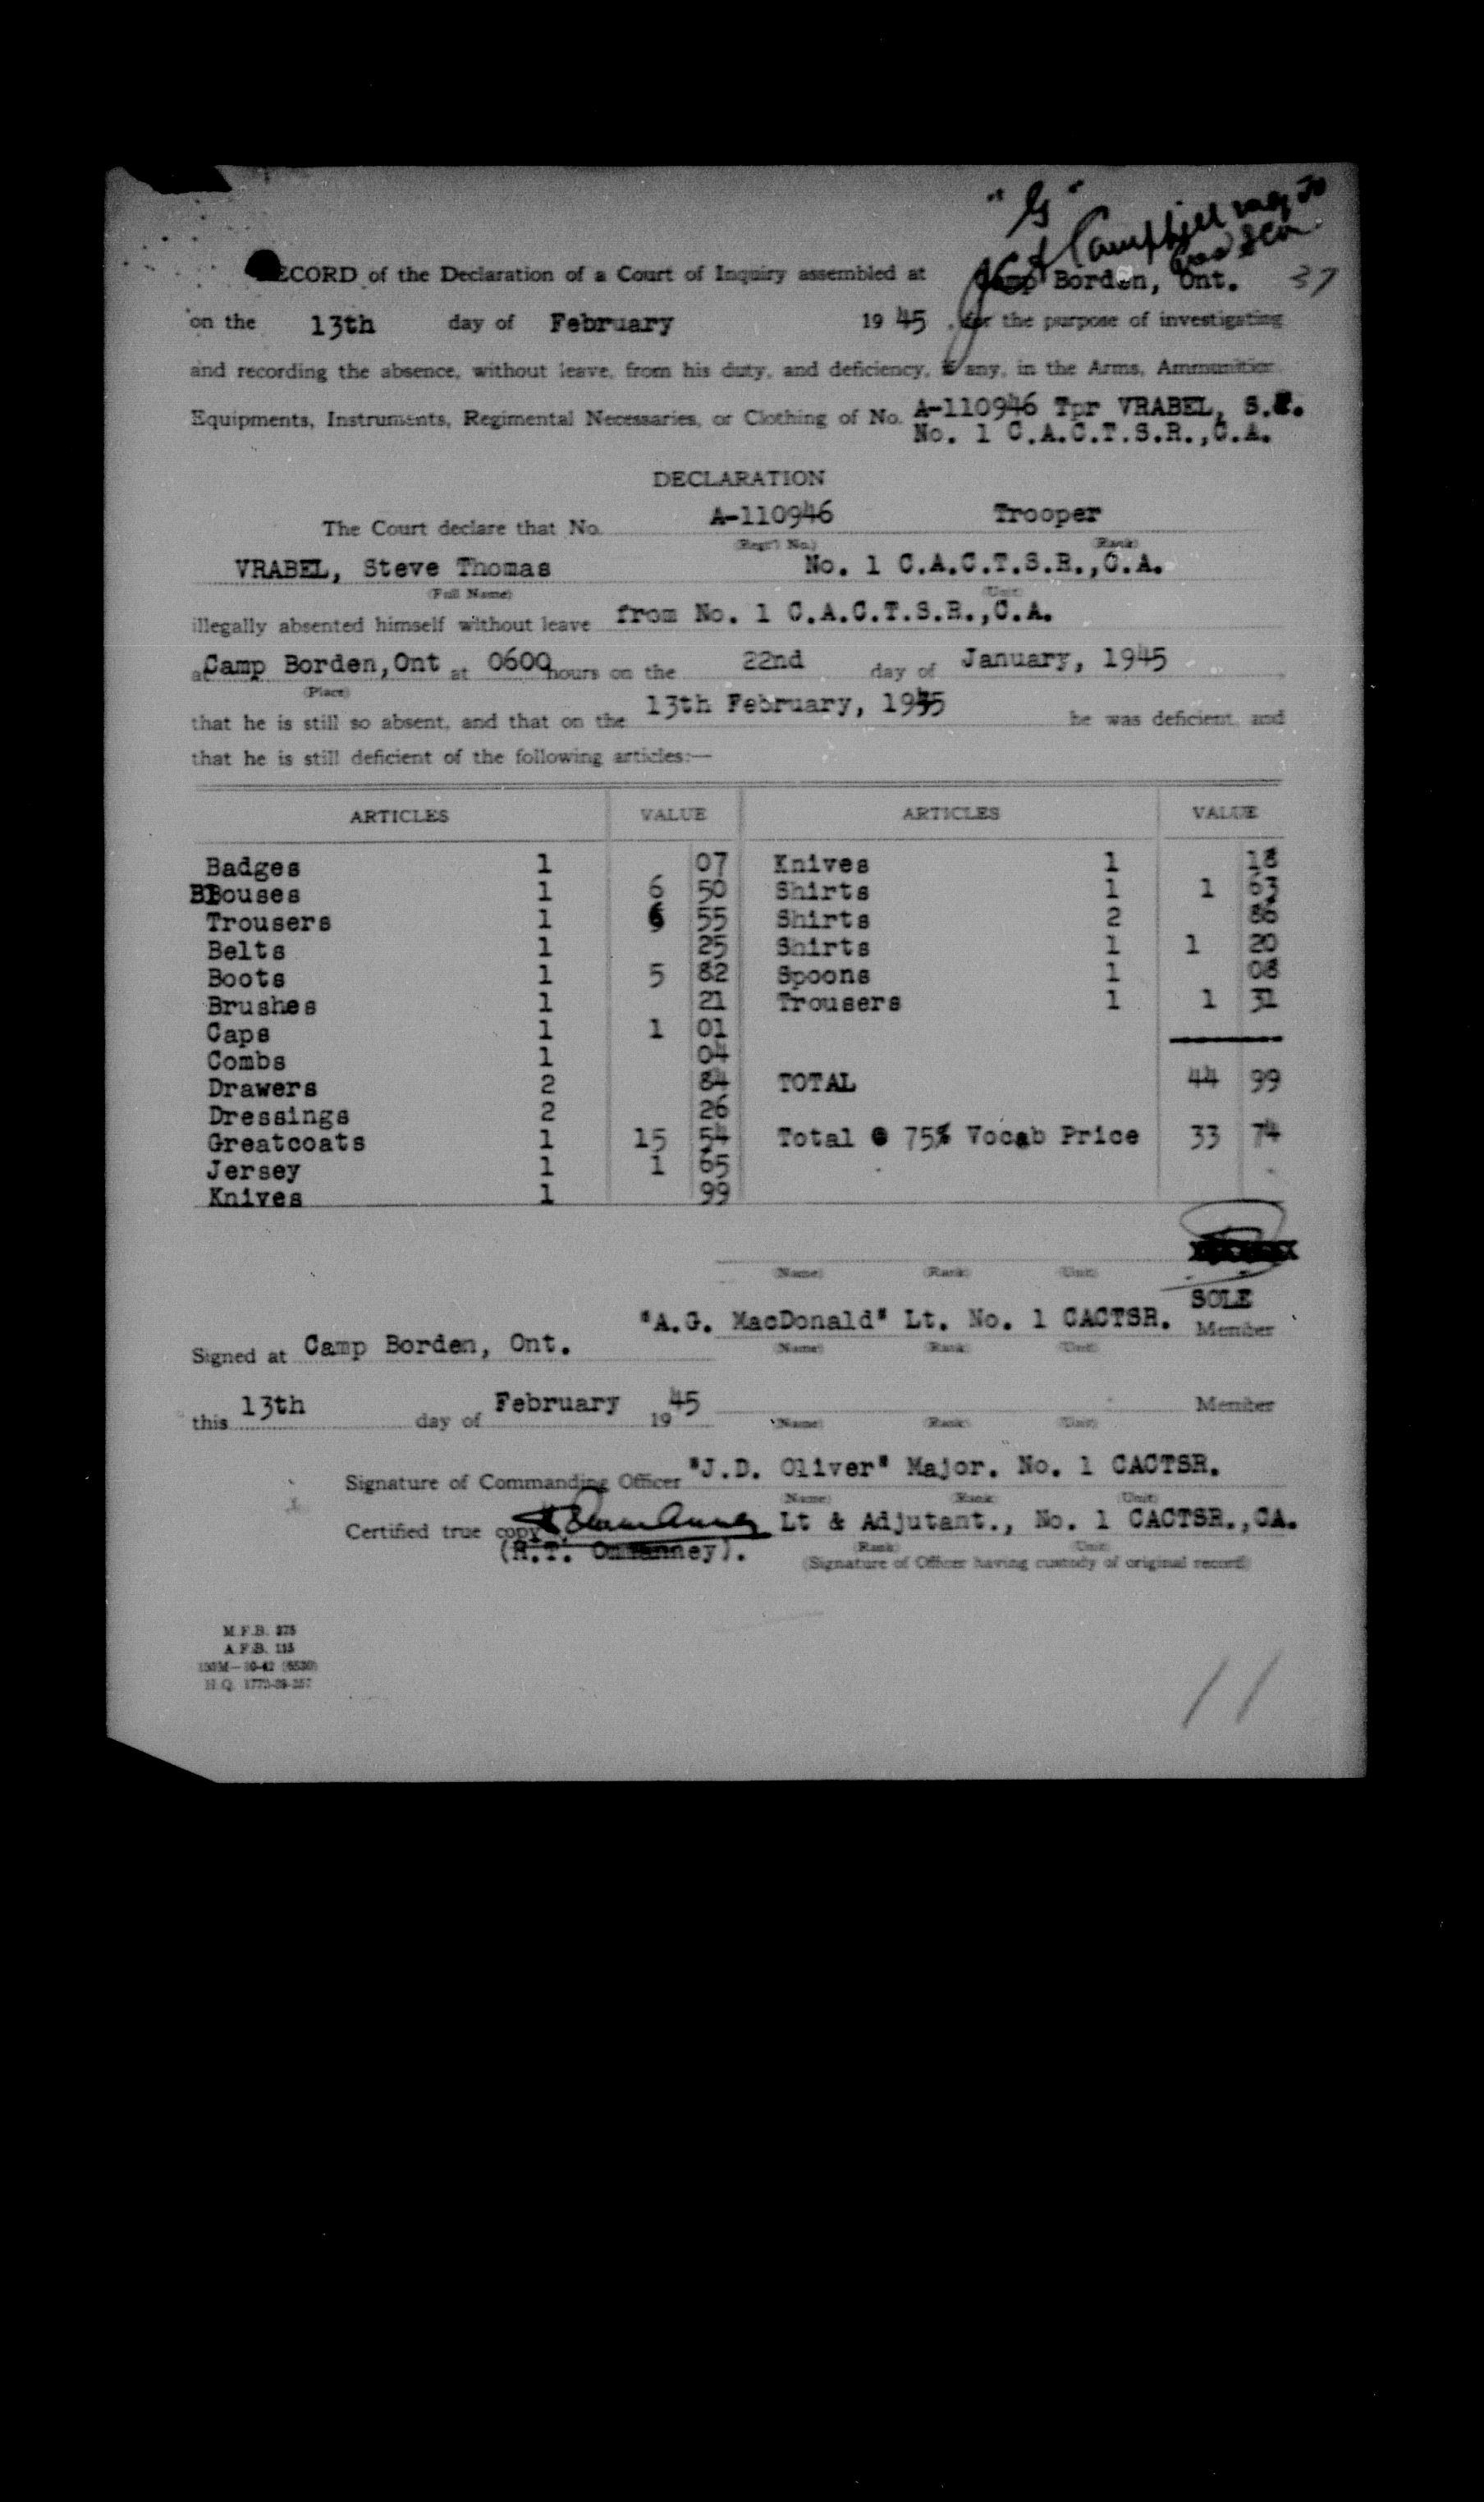 "G"
Campbell
RECORD of the Declaration of a Court of Inquiry assembled at Camp Borden, Ont. 37
on the 13th day of February 19 45, for the purpose of investigating
and recording the absence, without leave, from his duty, and deficiency, if any, in the Arms, Ammunition
Equipments, Instruments, Regimental Necessaries, or Clothing of No. A-110946 Tpr VRABEL, S.T.
No. 1 C.A.C.T.S.R.,C.A.
DECLARATION
The Court declare that No. A-110946 Trooper
(Reg'l No.) (Rank)
VRABEL, Steve Thomas No. 1 C.A.C.T.S.R.,C.A.
(Full Name) (Unit)
illegally absented himself without leave from No. 1 C.A.C.T.S.R.,C.A.
at Camp Borden,Ont at 0600 hours on the 22nd day of January, 1945
(Place)
that he is still so absent, and that on the 13th February, 1945 he was deficient, and
that he is still deficient of the following articles:—
ARTICLES VALUE ARTICLES VALUE
Badges 1 07 Knives 1 18
Blouses 1 6 50 Shirts 1 1 63
Trousers 1 6 55 Shirts 2 86
Belts 1 25 Shirts 1 1 20
Boots 1 5 82 Spoons 1 08
Brushes 1 21 Trousers 1 1 31
Caps 1 1 01
Combs 1 04
Drawers 2 84 TOTAL 44 99
Dressings 2 26
Greatcoats 1 15 54 Total @ 75% Vocab Price 33 74
Jersey 1 1 65
Knives 1 99
(Name) (Rank) (Unit)
SOLE
"A.G. MacDonald" Lt. No. 1 CACTSR. Member
Signed at Camp Borden, Ont. (Name) (Rank) (Unit)
this 13th day of February 19 45 Member
(Name) (Rank) (Unit)
Signature of Commanding Officer "J.D. Oliver" Major. No. 1 CACTSR.
(Name) (Rank) (Unit)
Certified true copy Lt & Adjutant., No. 1 CACTSR.,CA.
(R.T. Ommanney). (Rank) (Unit)
(Signature of Officer having custody of original record)
M.F.B. 375
A.F.B. 115
H.Q. 1772-39-357
11